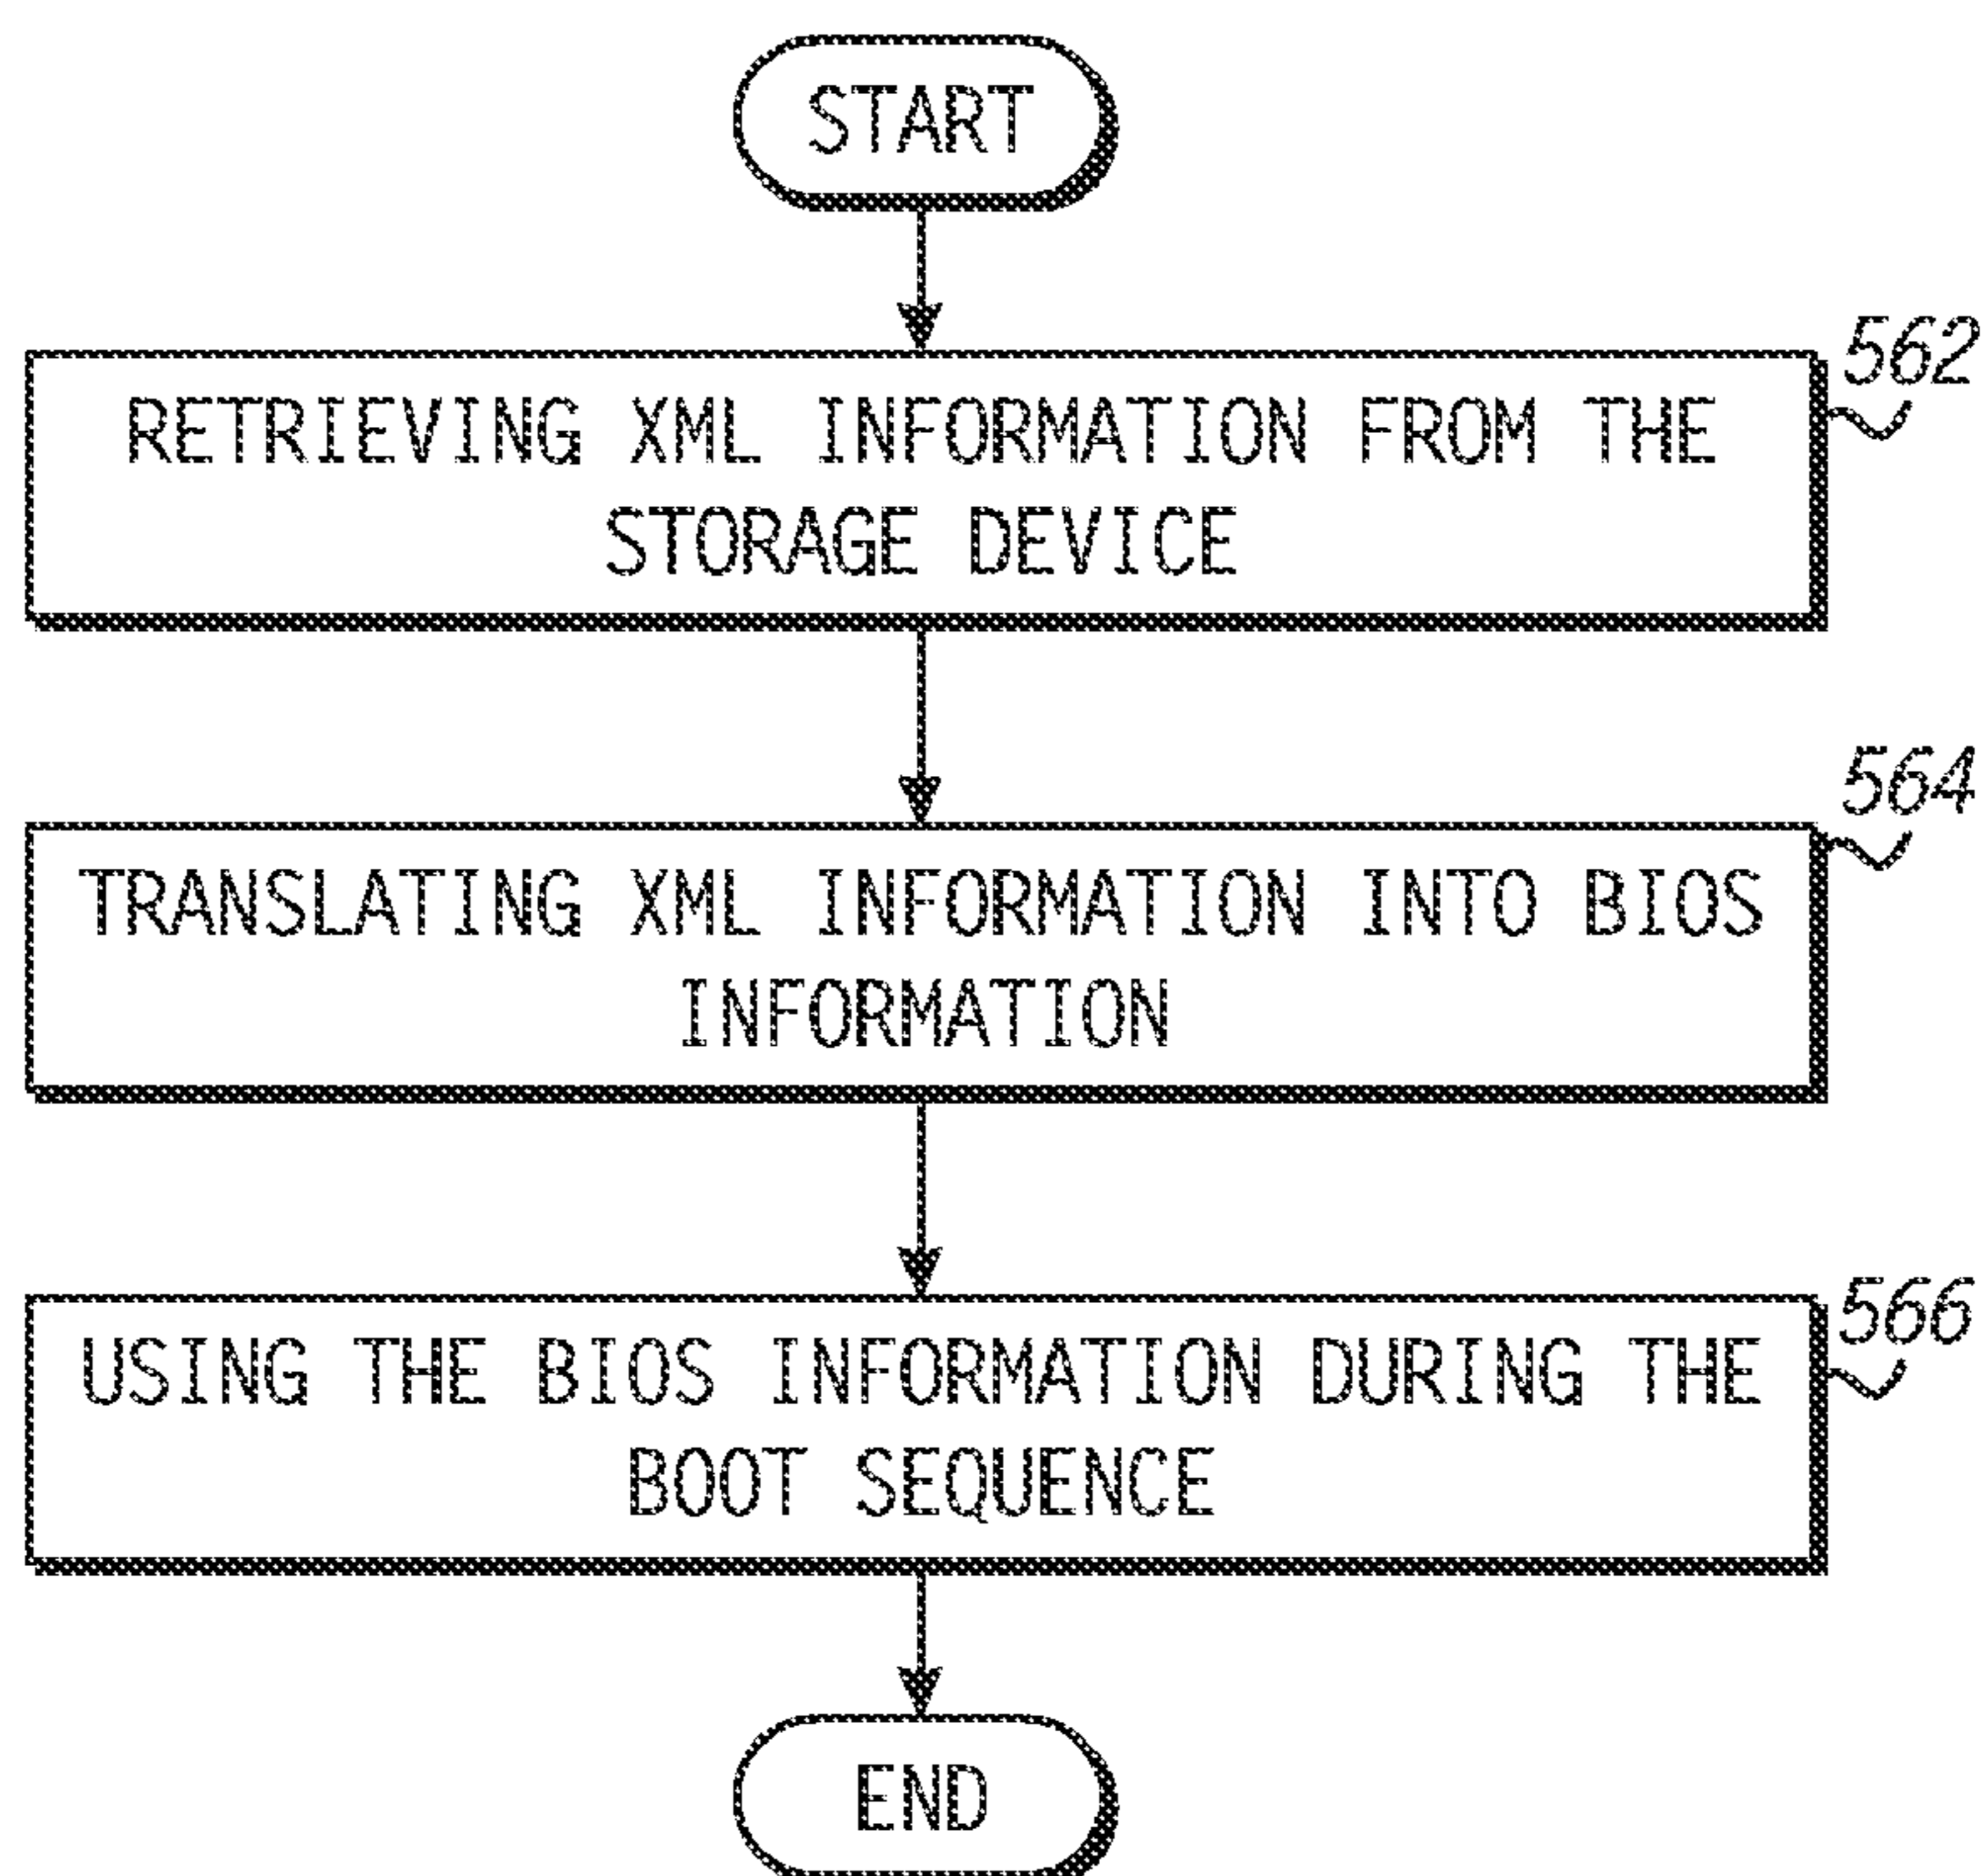 START
562
RETRIEVING XML INFORMATION FROM THE
STORAGE DEVICE
564
TRANSLATING XML INFORMATION INTO BIOS
INFORMATION
566
USING THE BIOS INFORMATION DURING THE
BOOT SEQUENCE
END